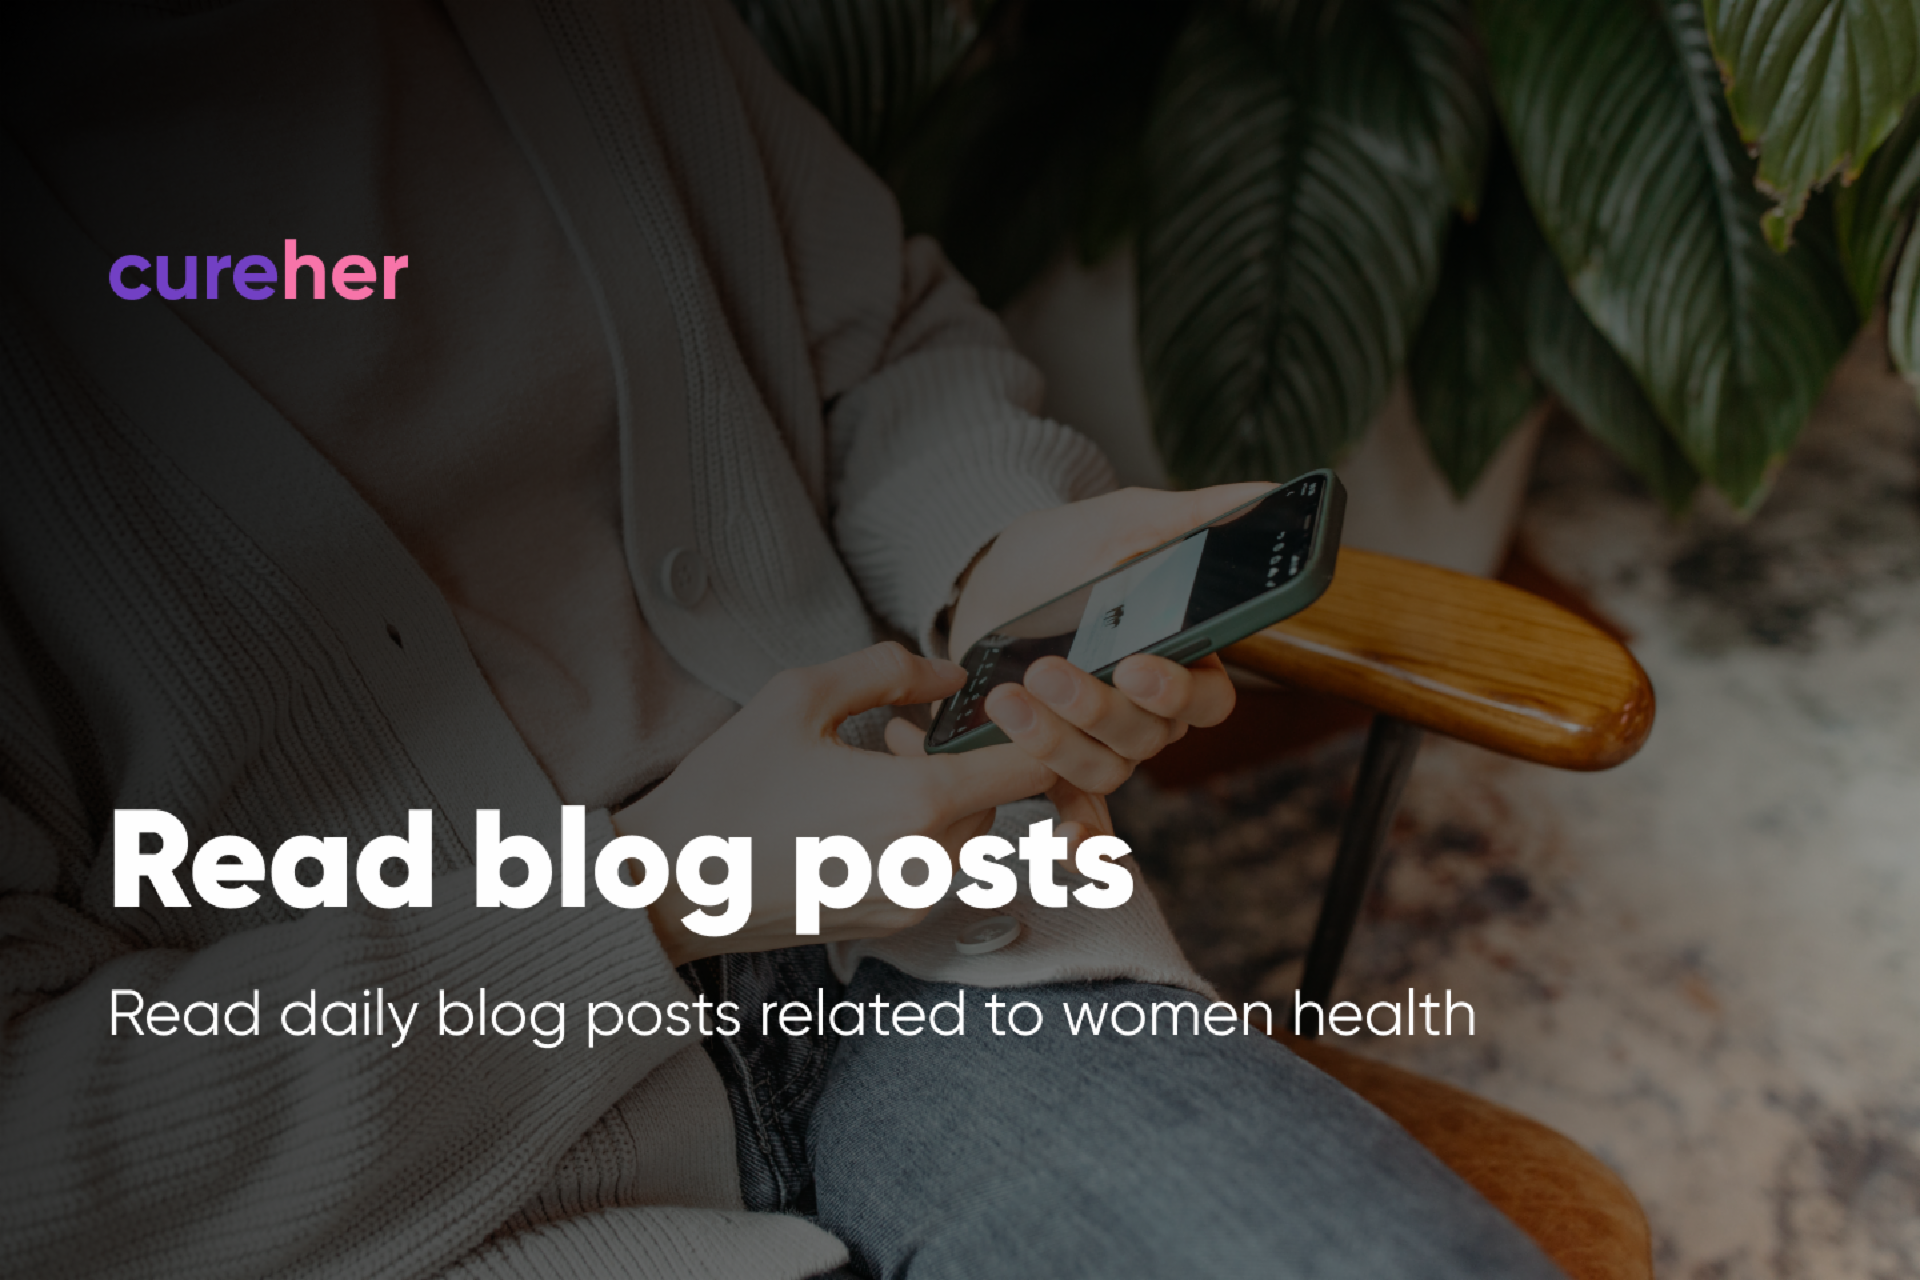 cureher
Read blog posts
Read daily blog posts related to women health